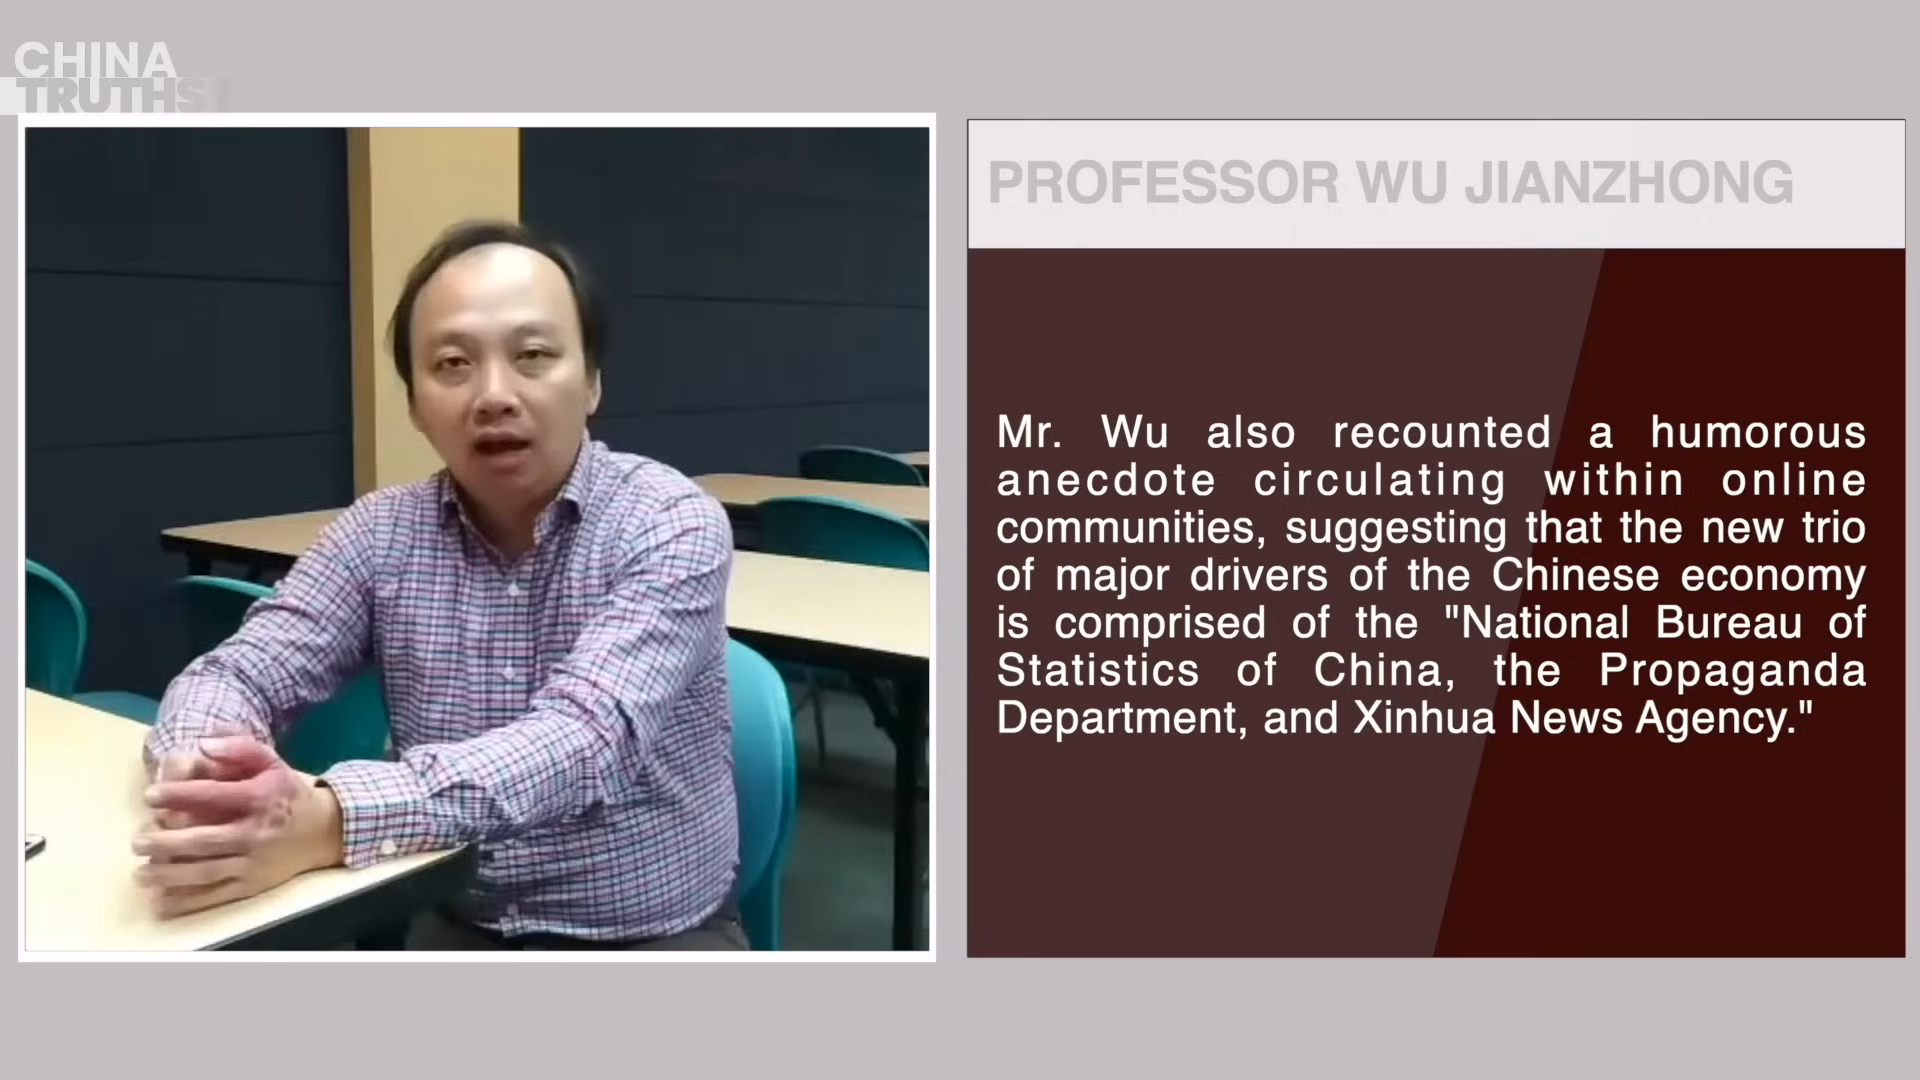 CHINA
TRUTHS
PROFESSOR WU JIANZHONG
Mr. Wu also recounted a humorous
anecdote circulating within online
communities, suggesting that the new trio
of major drivers of the Chinese economy
is comprised of the "National Bureau of
Statistics of China, the Propaganda
Department, and Xinhua News Agency."